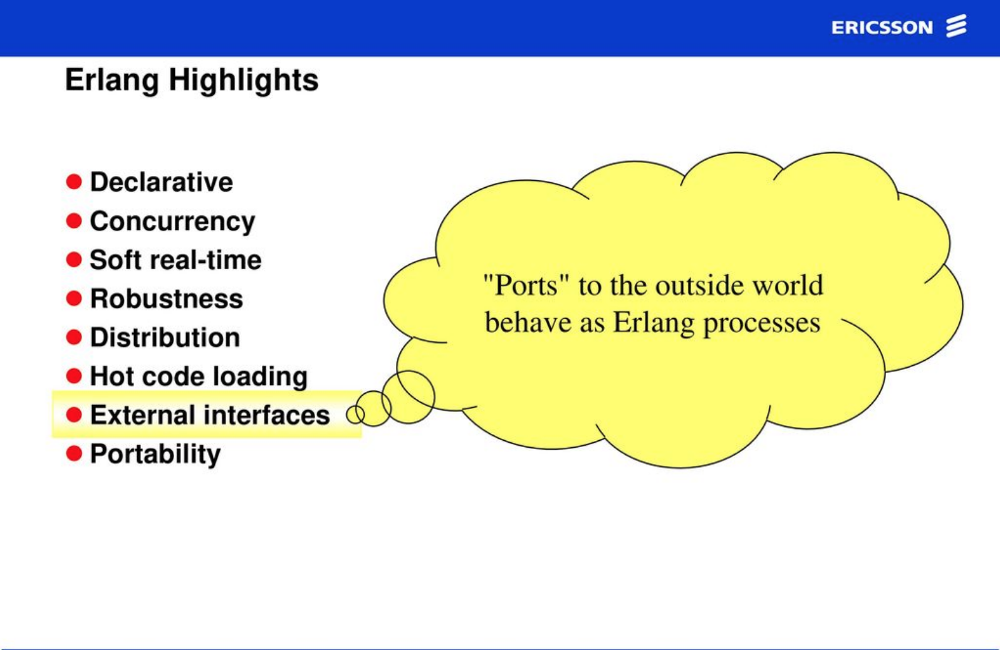 ERICSSON
Erlang Highlights
Declarative
Concurrency
Soft real-time
Robustness
Distribution
Hot code loading
External interfaces
Portability
"Ports" to the outside world
behave as Erlang processes